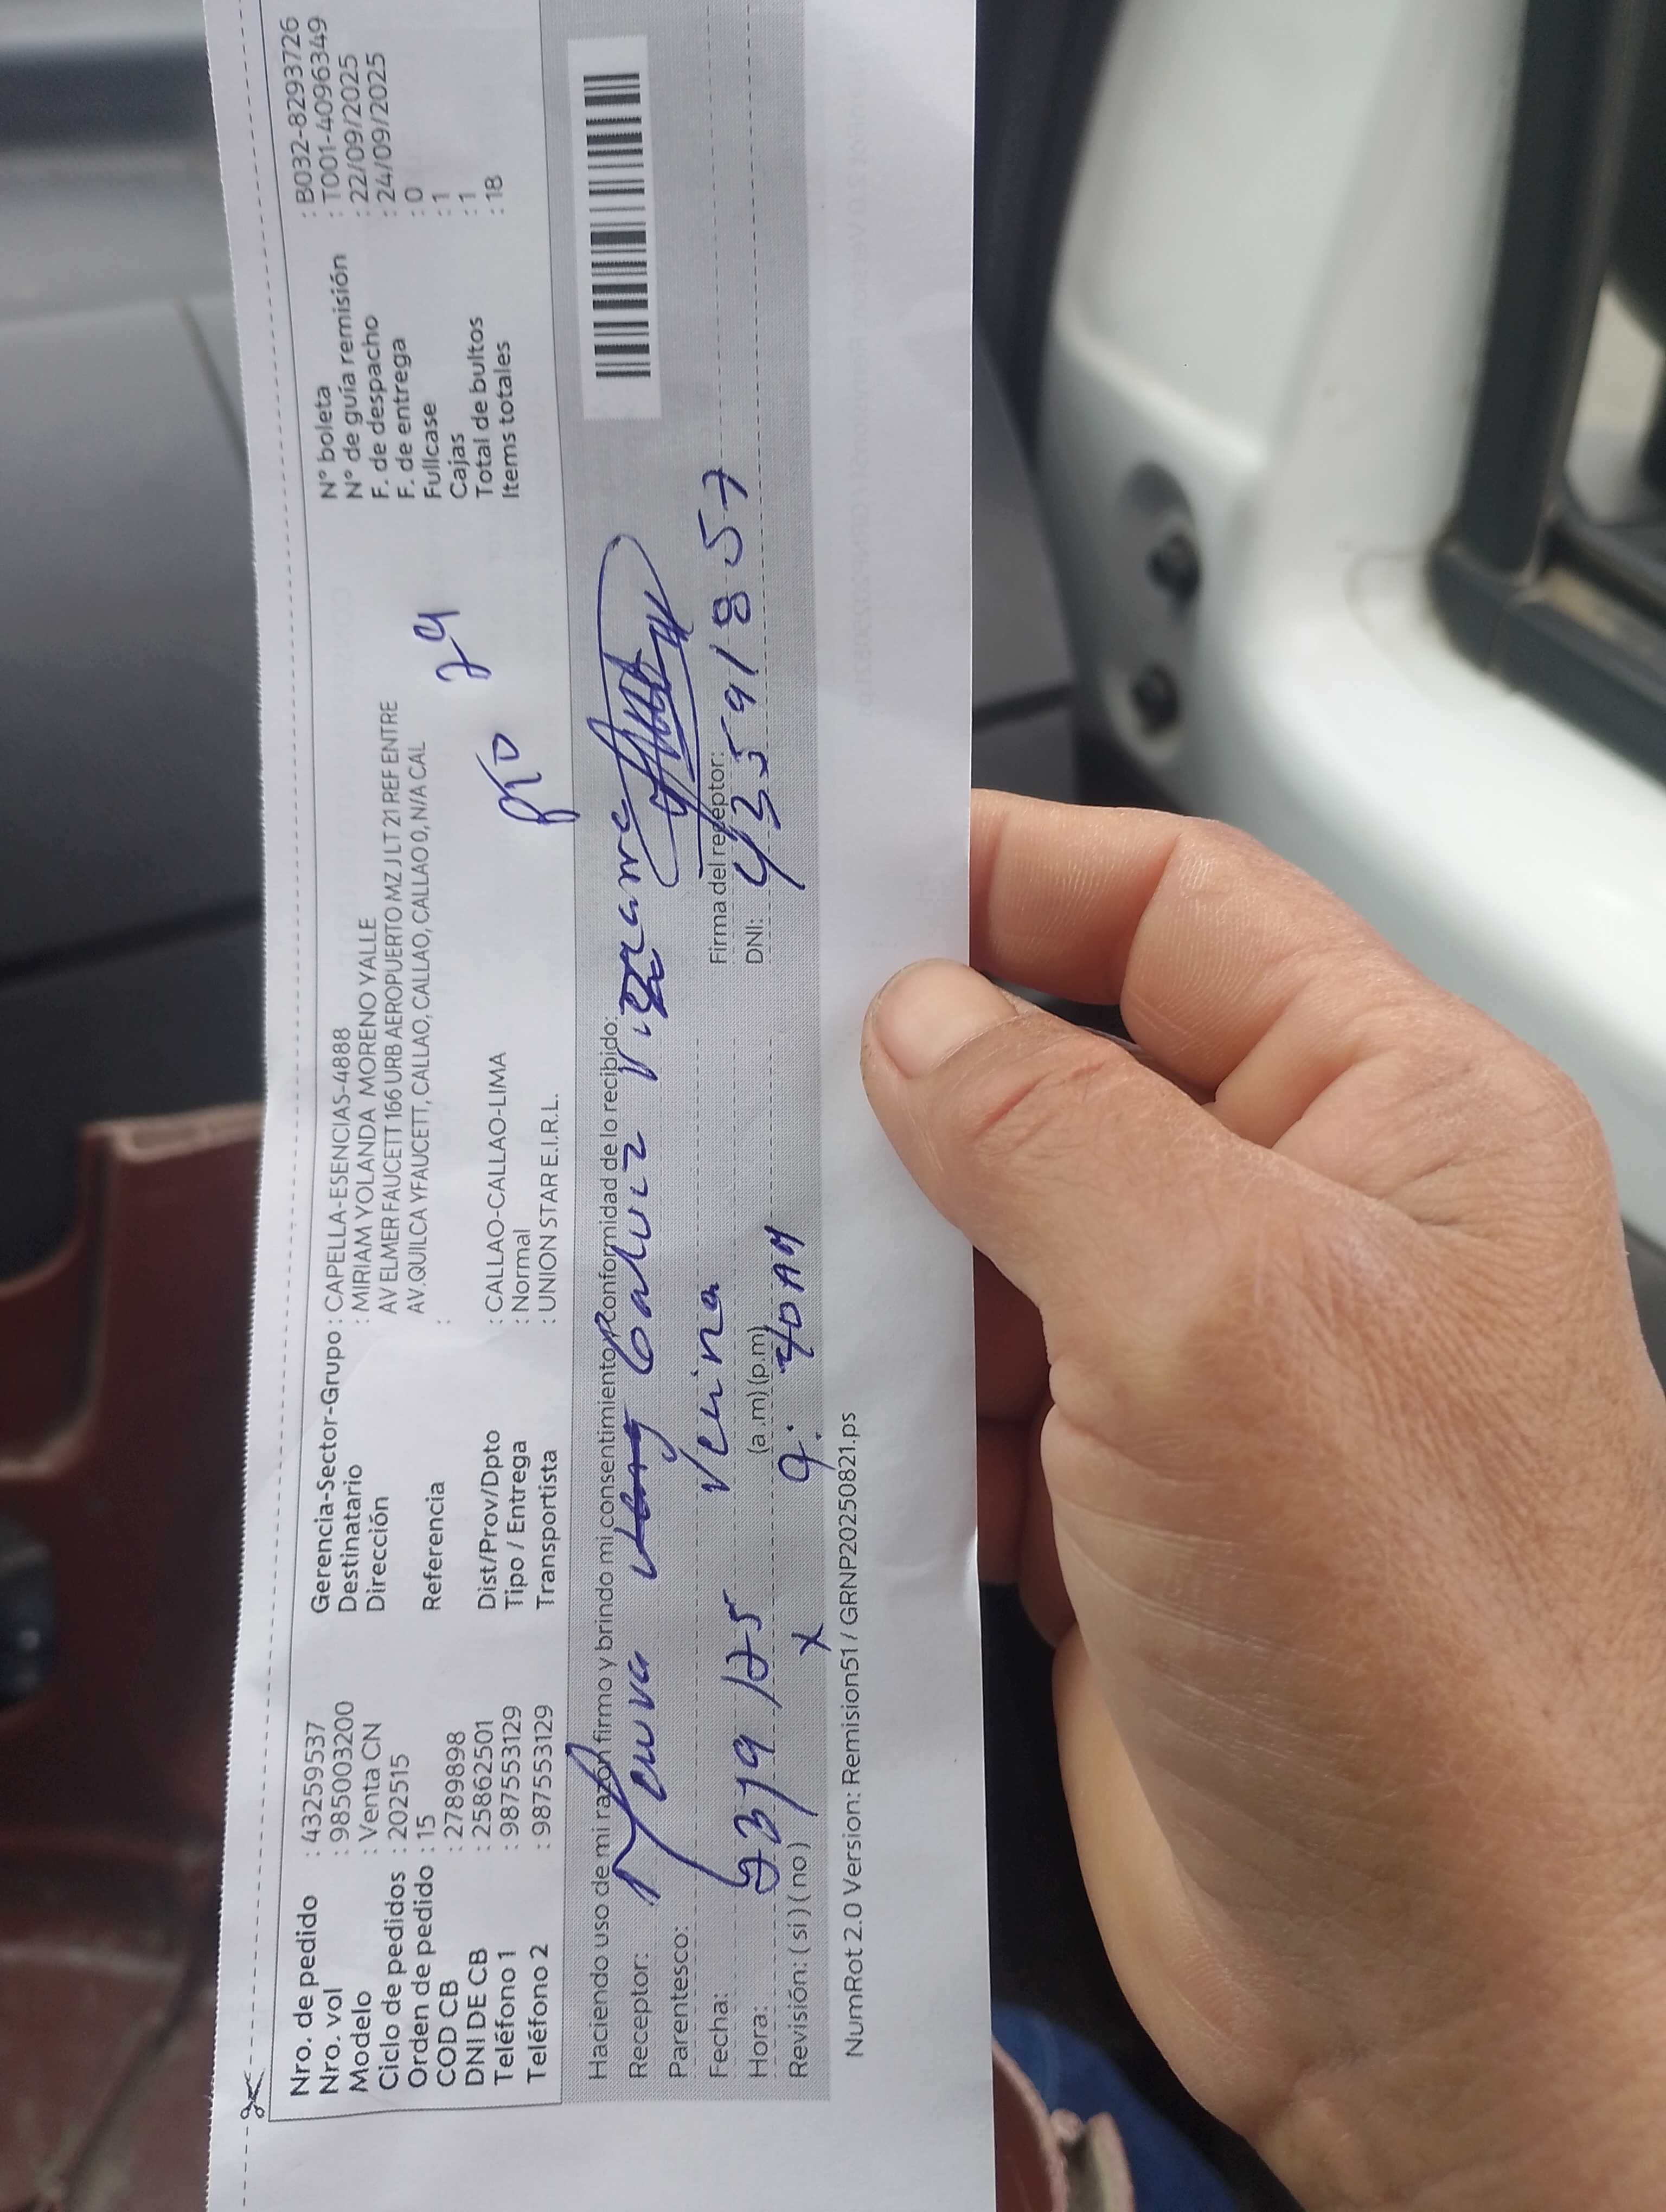 Nro. de pedido : 43259537
Nro. vol : 985003200
Modelo : Venta CN
Ciclo de pedidos : 202515
Orden de pedido : 15
COD CB : 2789898
DNI DE CB : 25862501
Teléfono 1 : 987553129
Teléfono 2 : 987553129
Gerencia-Sector-Grupo : CAPELLA-ESENCIAS-4888
Destinatario : MIRIAM YOLANDA MORENO YALLE
Dirección AV ELMER FAUCETT 166 URB AEROPUERTO MZ J LT 21 REF ENTRE
AV.QUILCA YFAUCETT, CALLAO, CALLAO, CALLAO 0, N/A CAL
Referencia :
Dist/Prov/Dpto : CALLAO-CALLAO-LIMA
Tipo / Entrega : Normal
Transportista : UNION STAR E.I.R.L.
N° boleta : B032-8293726
N° de guía remisión : T001-4096349
F. de despacho : 22/09/2025
F. de entrega : 24/09/2025
Fullcase : 0
Cajas : 1
Total de bultos : 1
Items totales : 18
Haciendo uso de mi razón firmo y brindo mi consentimiento y conformidad de lo recibido:
Receptor:
Parentesco: Vecina
Fecha:
Firma del receptor:
Hora: (a.m) (p.m) 9:40 AM
DNI: 43591857
Revisión: ( si ) ( no ) X
NumRot 2.0 Version: Remision51 / GRNP20250821.ps